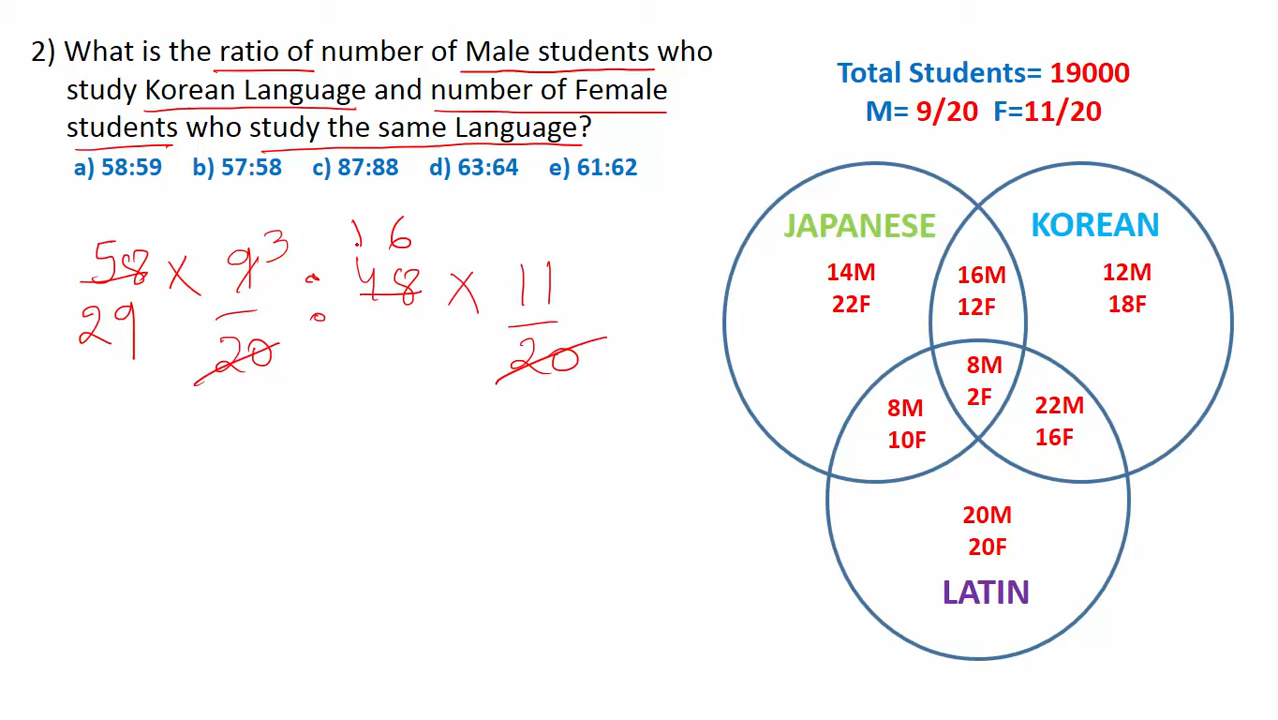 2) What is the ratio of number of Male students who
study Korean Language and number of Female
students who study the same Language?
a) 58:59 b) 57:58 c) 87:88 d) 63:64 e) 61:62
16
58 × 9 3 : 48 × 11
29 20 20
Total Students= 19000
M= 9/20 F=11/20
JAPANESE
KOREAN
14M
22F
16M
12F
12M
18F
8M
2F
8M
10F
22M
16F
20M
20F
LATIN